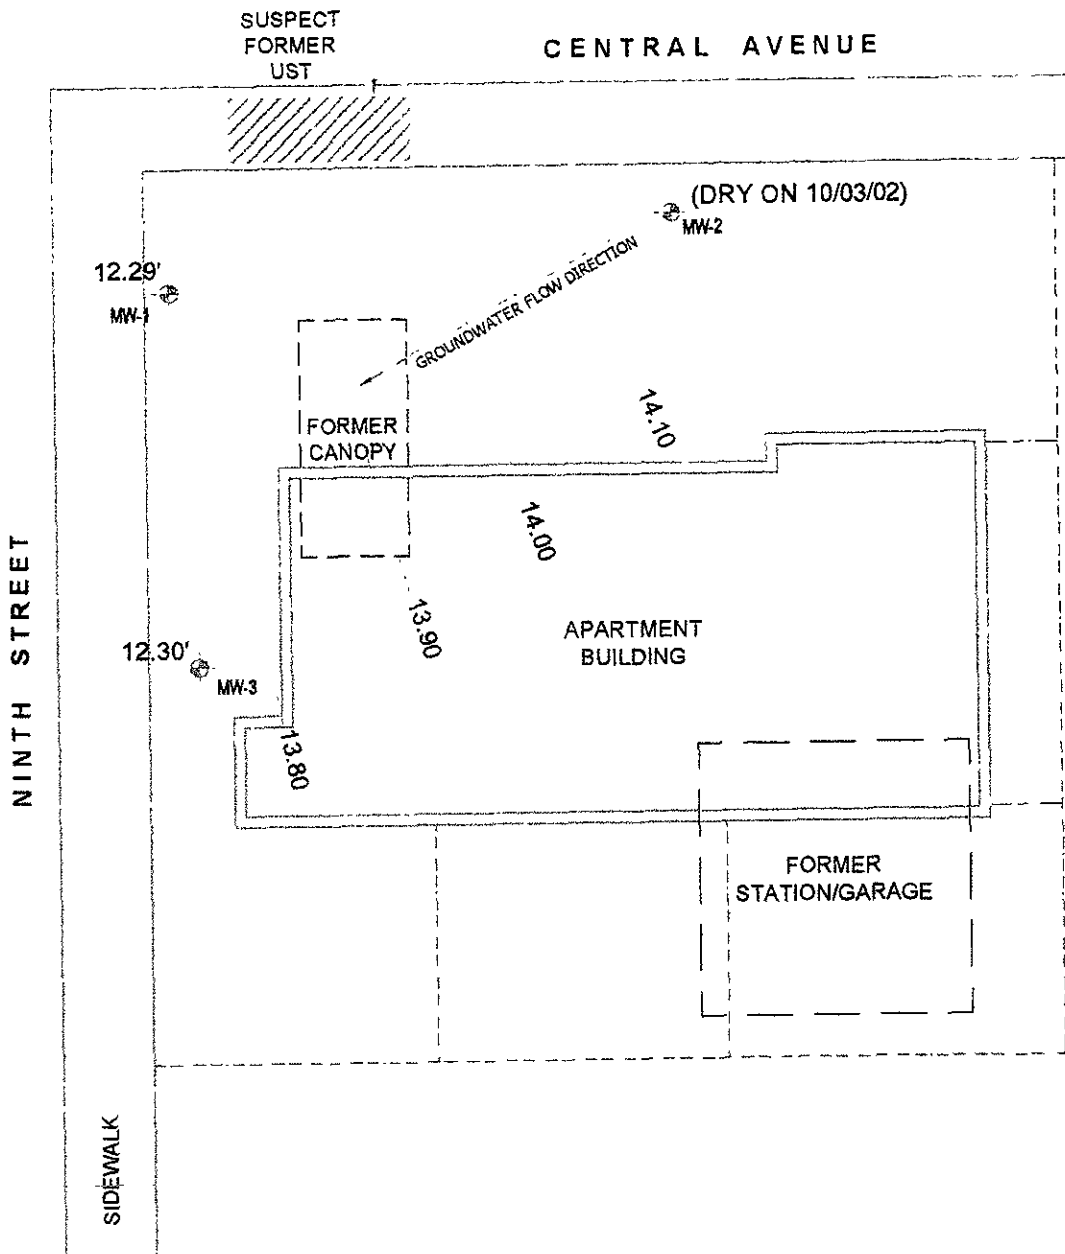 SUSPECT
FORMER
UST
CENTRAL AVENUE
(DRY ON 10/03/02)
MW-2
12.29'
MW-1
GROUNDWATER FLOW DIRECTION
FORMER
CANOPY
14.10
14.00
13.90
NINTH STREET
APARTMENT
BUILDING
12.30'
MW-3
13.80
FORMER
STATION/GARAGE
SIDEWALK